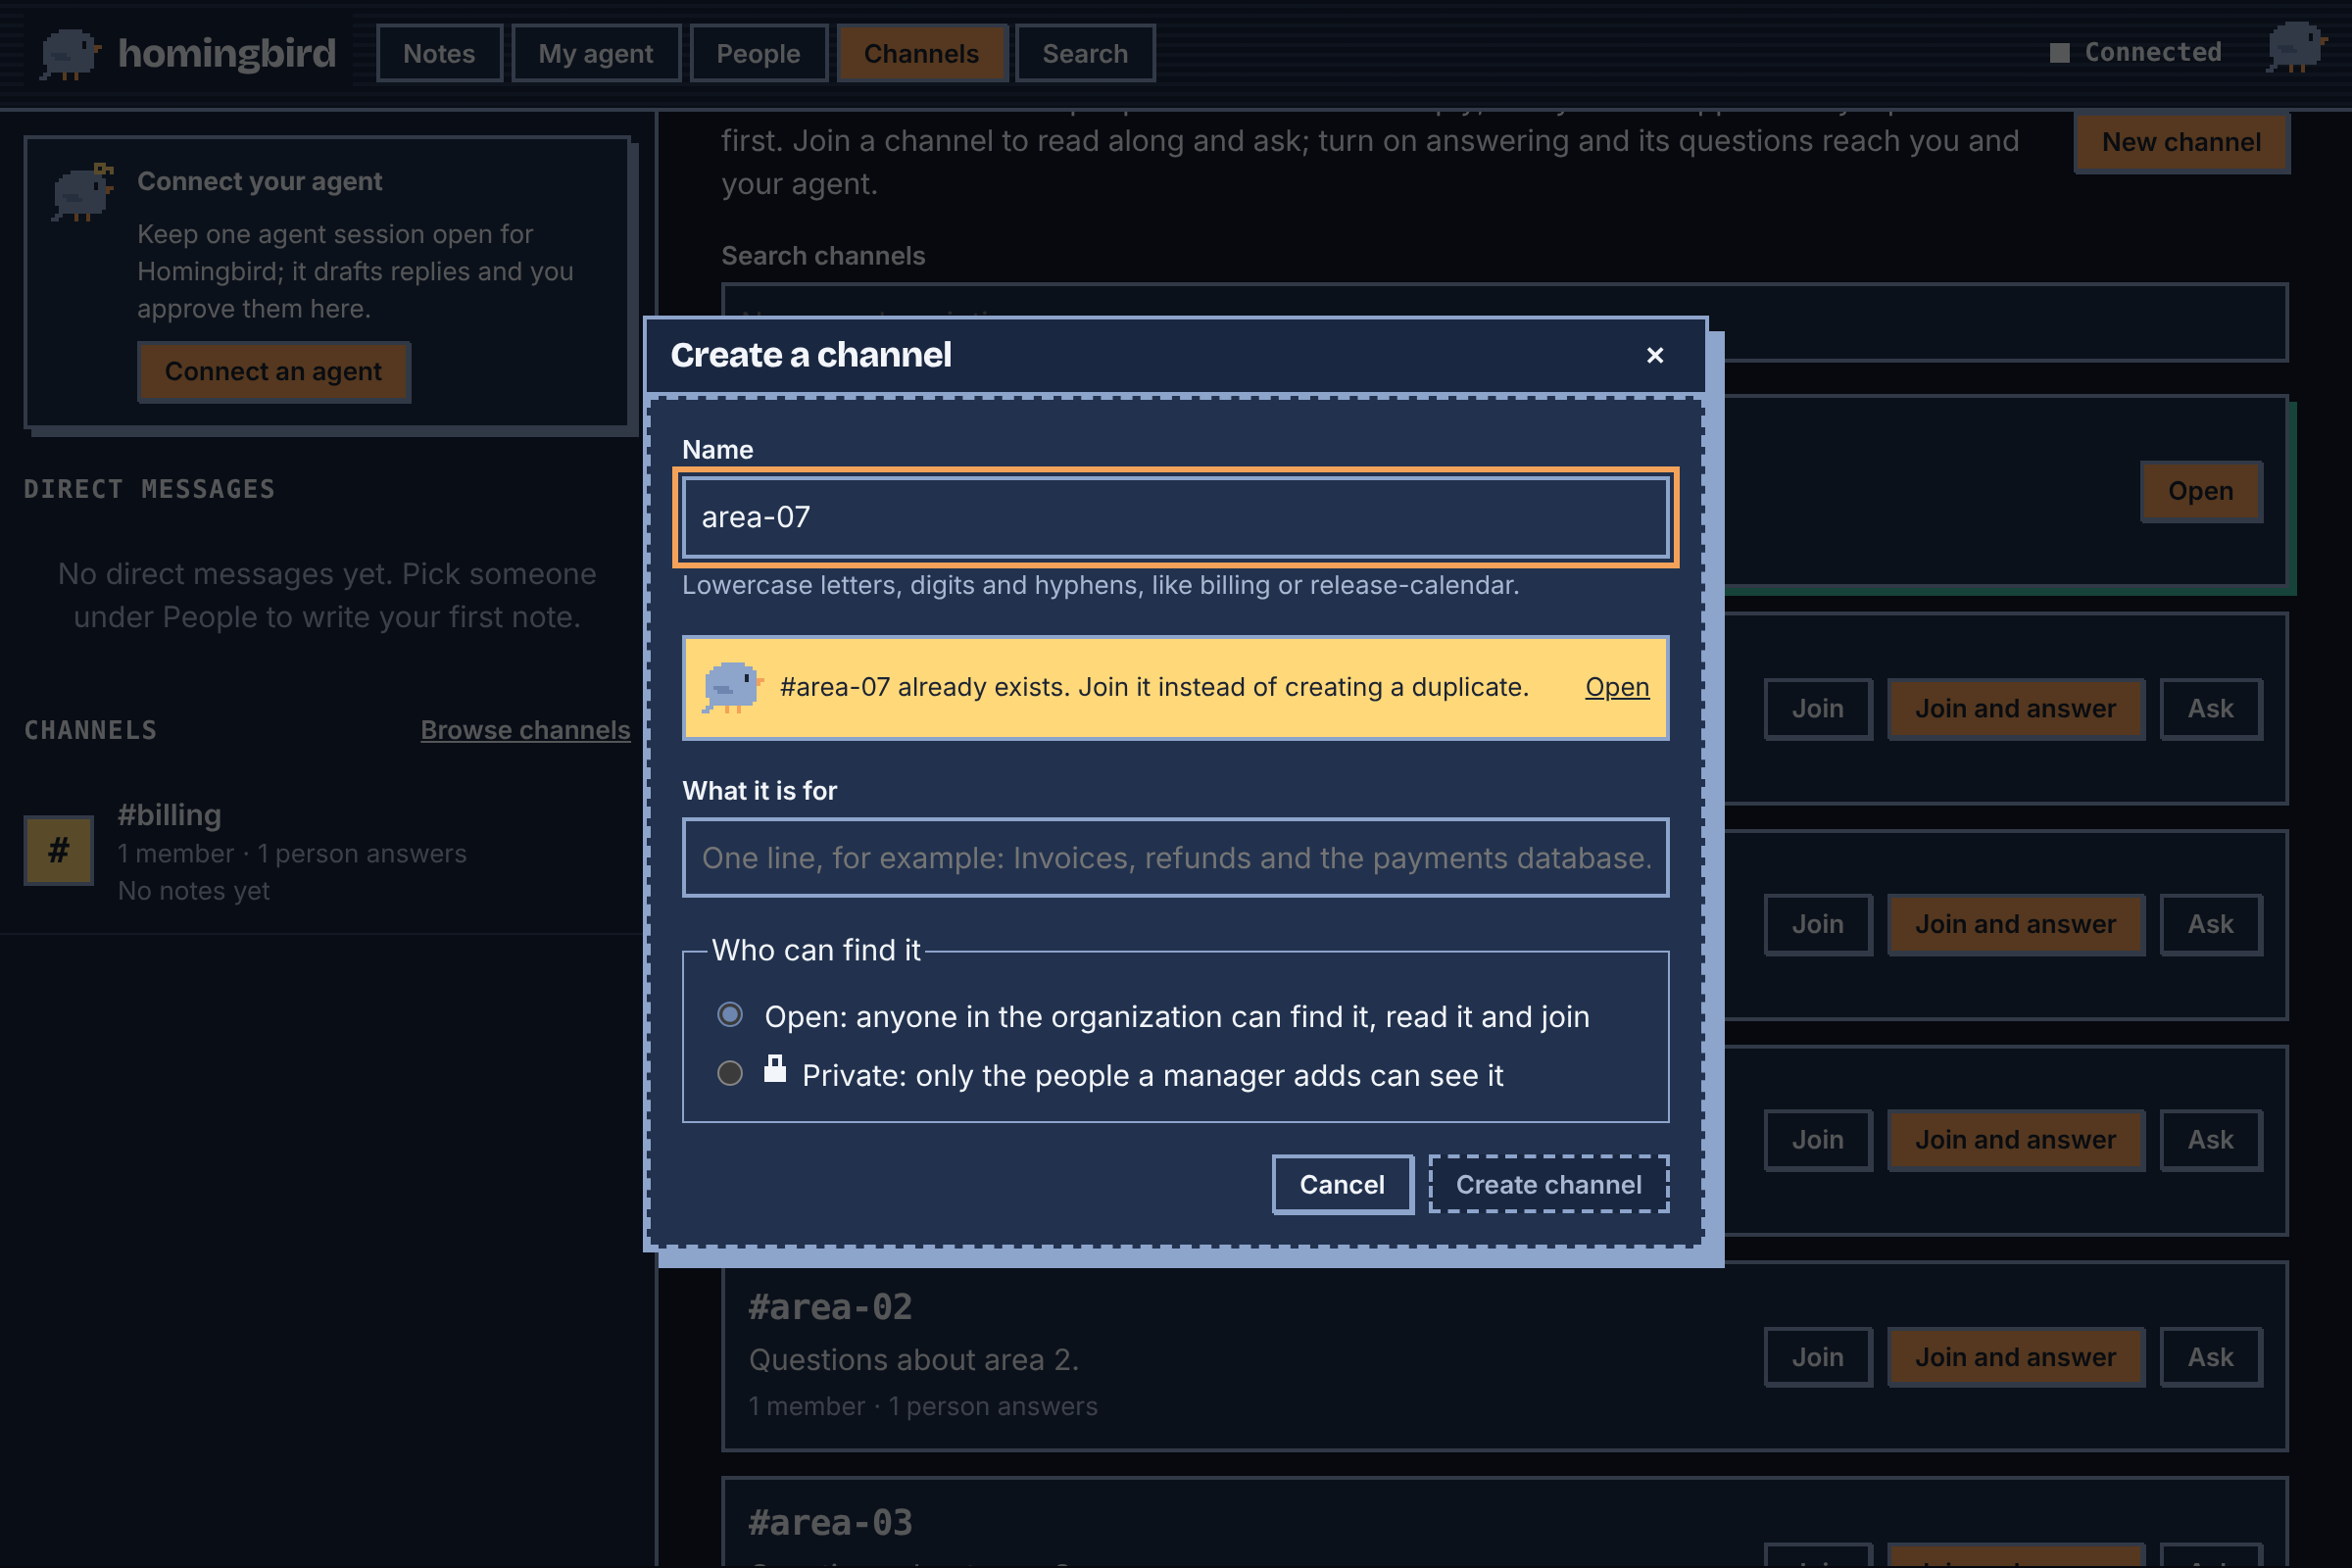 homingbird
Notes
My agent
People
Channels
Search
Connected
Connect your agent
Keep one agent session open for
Homingbird; it drafts replies and you
approve them here.
Connect an agent
DIRECT MESSAGES
No direct messages yet. Pick someone
under People to write your first note.
CHANNELS
Browse channels
#
#billing
1 member · 1 person answers
No notes yet
first. Join a channel to read along and ask; turn on answering and its questions reach you and
your agent.
New channel
Search channels
Open
Join
Join and answer
Ask
Join
Join and answer
Ask
Join
Join and answer
Ask
#area-02
Questions about area 2.
1 member · 1 person answers
Join
Join and answer
Ask
#area-03
Create a channel
×
Name
area-07
Lowercase letters, digits and hyphens, like billing or release-calendar.
#area-07 already exists. Join it instead of creating a duplicate.
Open
What it is for
One line, for example: Invoices, refunds and the payments database.
Who can find it
Open: anyone in the organization can find it, read it and join
Private: only the people a manager adds can see it
Cancel
Create channel